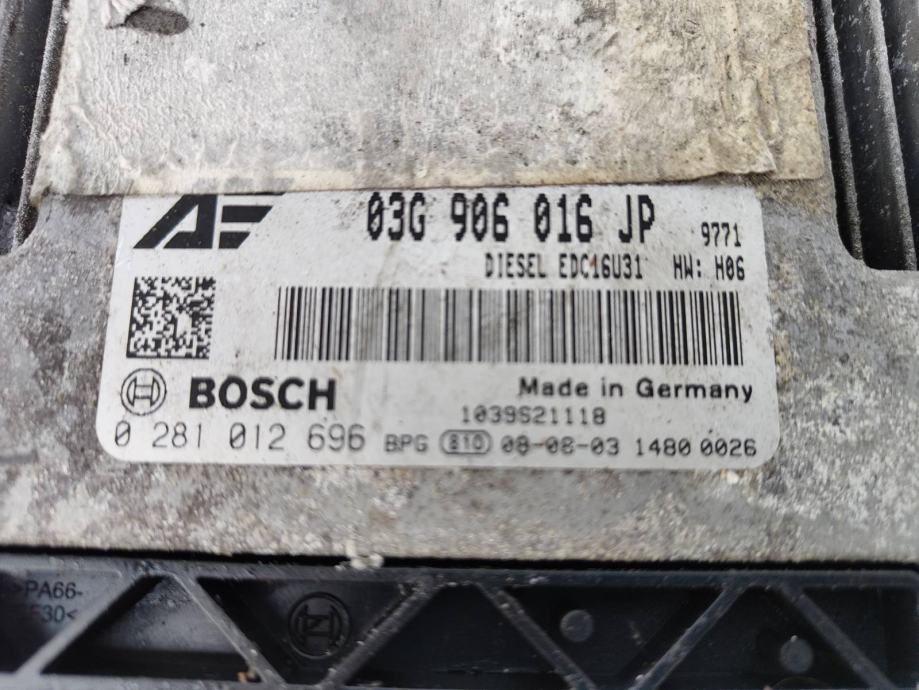 03G 906 016 JP 9771
DIESEL EDC16U31 HW: H06
BOSCH Made in Germany
1039S21118
0 281 012 696 BPG 810 08-08-03 1480 0026
>PA66-
F30<